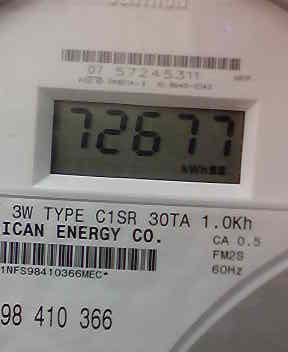 07 57245311
72677
kWh
3W TYPE C1SR 30TA 1.0Kh
ICAN ENERGY CO.
CA 0.5
FM2S
60Hz
1NFS98410366MEC*
98 410 366